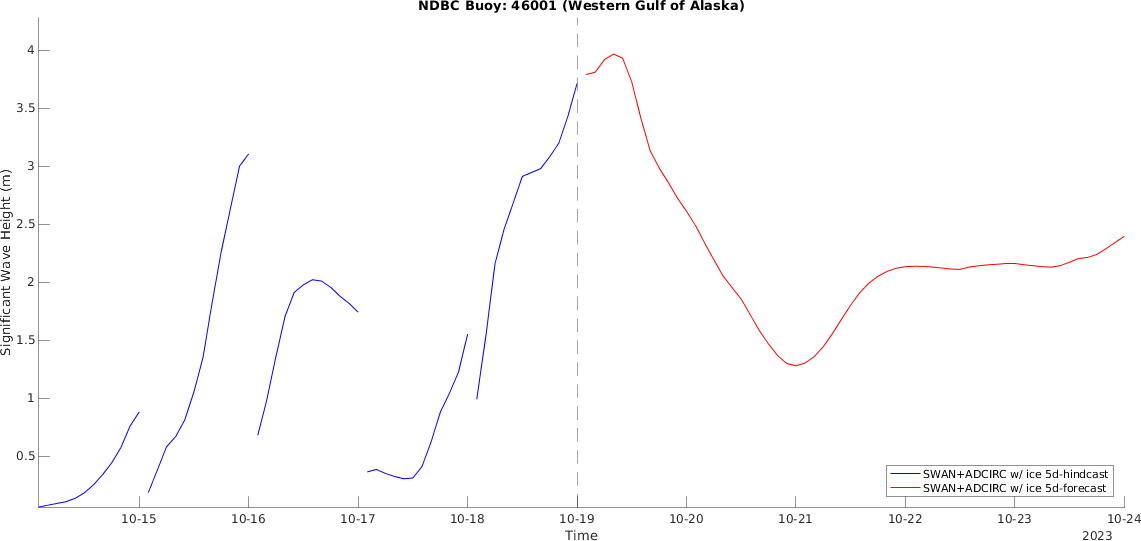 NDBC Buoy: 46001 (Western Gulf of Alaska)
4
3.5
3
2.5
2
1.5
1
0.5
Significant Wave Height (m)
SWAN+ADCIRC w/ ice 5d-hindcast
SWAN+ADCIRC w/ ice 5d-forecast
10-15 10-16 10-17 10-18 10-19 10-20 10-21 10-22 10-23 10-24
Time
2023